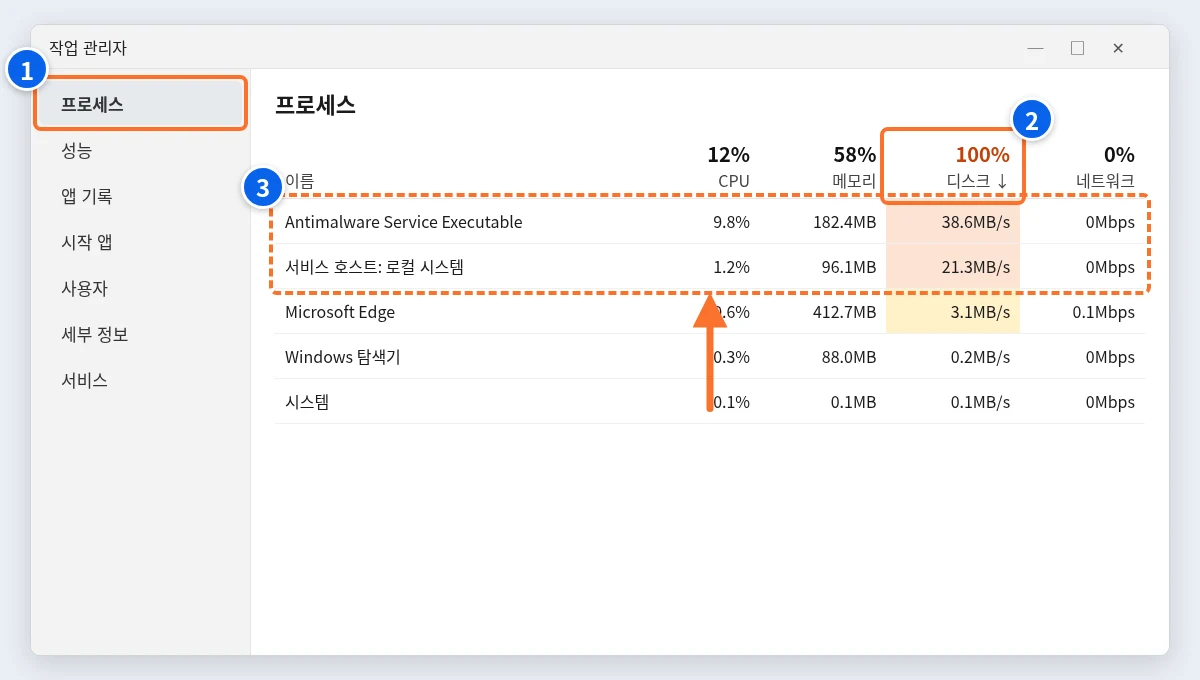 작업 관리자
1
프로세스
성능
앱 기록
시작 앱
사용자
세부 정보
서비스
프로세스
2
12% 58% 100% 0%
3
이름 CPU 메모리 디스크 ↓ 네트워크
Antimalware Service Executable 9.8% 182.4MB 38.6MB/s 0Mbps
서비스 호스트: 로컬 시스템 1.2% 96.1MB 21.3MB/s 0Mbps
Microsoft Edge .6% 412.7MB 3.1MB/s 0.1Mbps
Windows 탐색기 0.3% 88.0MB 0.2MB/s 0Mbps
시스템 0.1% 0.1MB 0.1MB/s 0Mbps